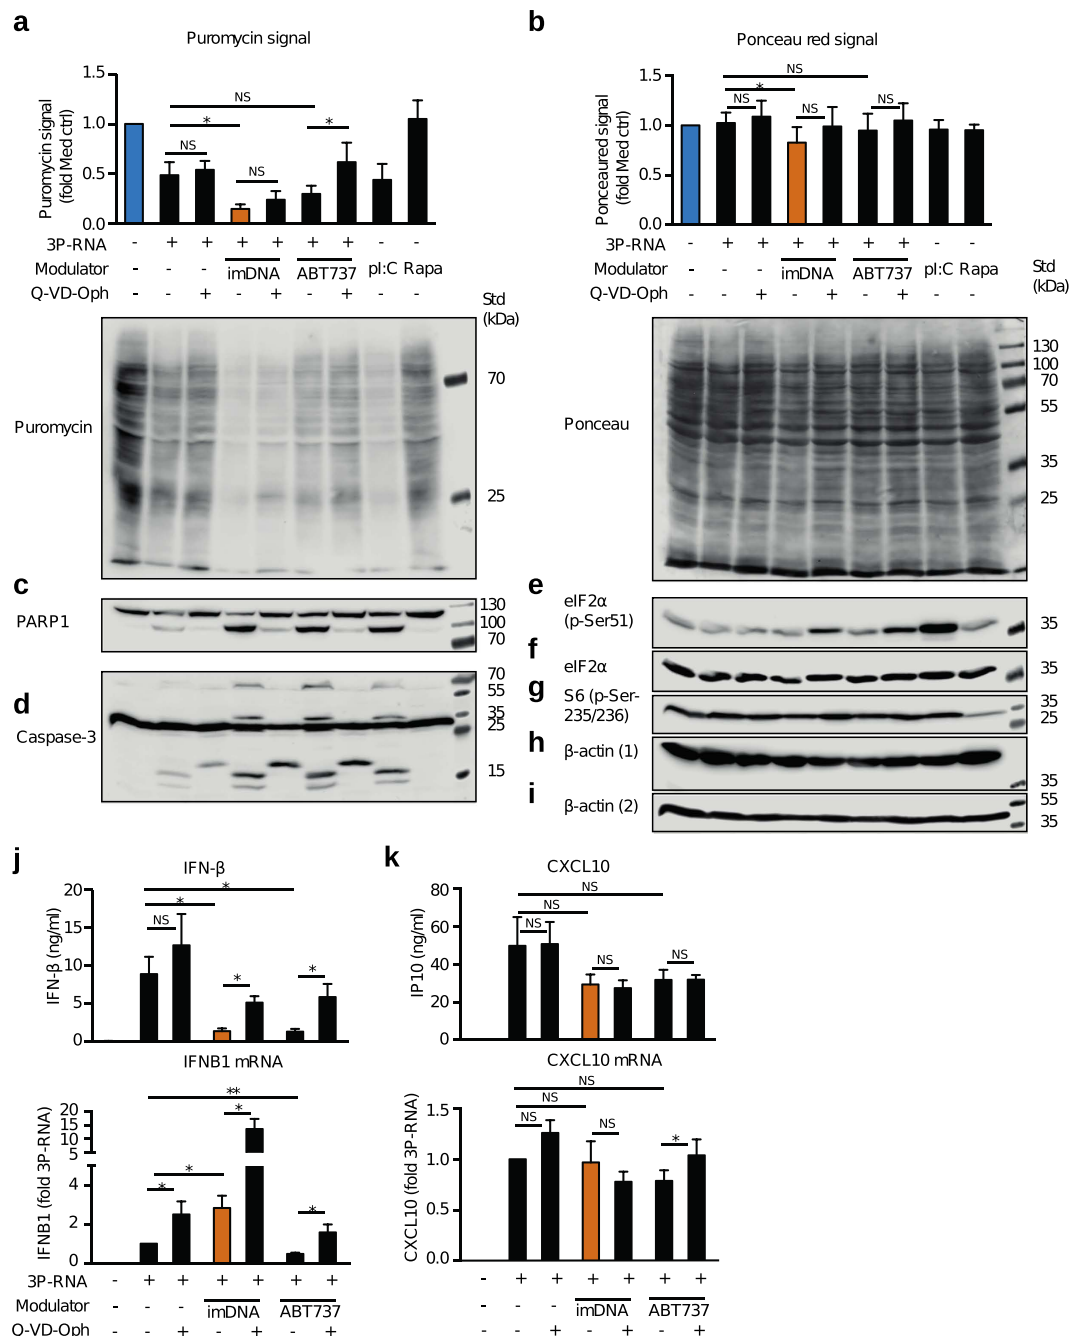 a
Puromycin signal
Puromycin signal
(fold Med ctrl)
1.5
1.0
0.5
0.0
NS
*
NS
NS
*
3P-RNA - + + + + + + - -
Modulator - imDNA ABT737 pI:C Rapa
Q-VD-Oph - - + - + - + - -
Std
(kDa)
Puromycin
70
25
b
Ponceau red signal
Ponceaured signal
(fold Med ctrl)
1.5
1.0
0.5
0.0
NS
*
NS
NS
NS
3P-RNA - + + + + + + - -
Modulator - - - imDNA ABT737 pI:C Rapa
Q-VD-Oph - - + - + - + - -
Std
(kDa)
Ponceau
130
100
70
55
35
25
c
PARP1
130
100
70
d
Caspase-3
70
55
35
25
15
e
eIF2α
(p-Ser51)
35
f
eIF2α
35
g
S6 (p-Ser-
235/236)
35
25
h
β-actin (1)
35
i
β-actin (2)
55
35
j
IFN-β
IFN-β (ng/ml)
20
15
10
5
0
*
*
NS
*
*
IFNB1 mRNA
IFNB1 (fold 3P-RNA)
20
15
10
5
4
2
0
**
*
*
*
*
3P-RNA - + + + + + +
Modulator - imDNA ABT737
Q-VD-Oph - - + - + - +
k
CXCL10
IP10 (ng/ml)
80
60
40
20
0
NS
NS
NS
NS
NS
CXCL10 mRNA
CXCL10 (fold 3P-RNA)
1.5
1.0
0.5
0.0
NS
NS
NS
NS
*
- + + + + + +
- imDNA ABT737
- - + - + - +